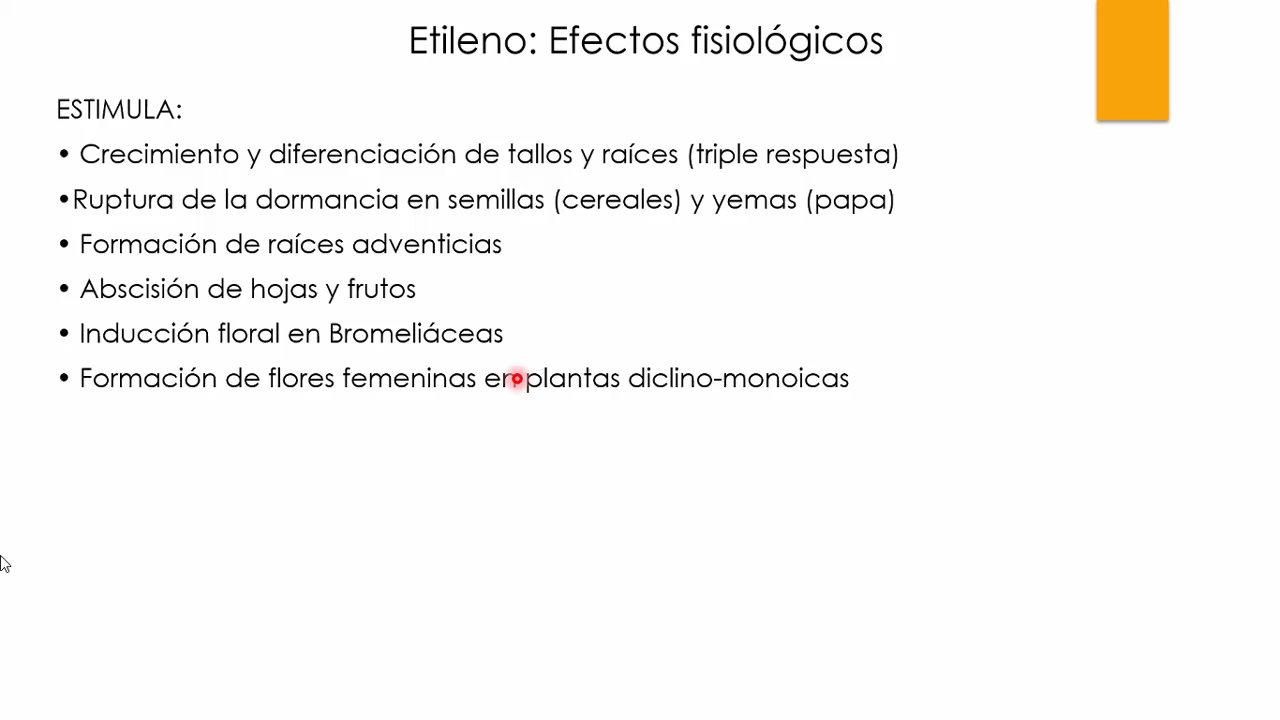 Etileno: Efectos fisiológicos
ESTIMULA:
• Crecimiento y diferenciación de tallos y raíces (triple respuesta)
•Ruptura de la dormancia en semillas (cereales) y yemas (papa)
• Formación de raíces adventicias
• Abscisión de hojas y frutos
• Inducción floral en Bromeliáceas
• Formación de flores femeninas en plantas diclino-monoicas